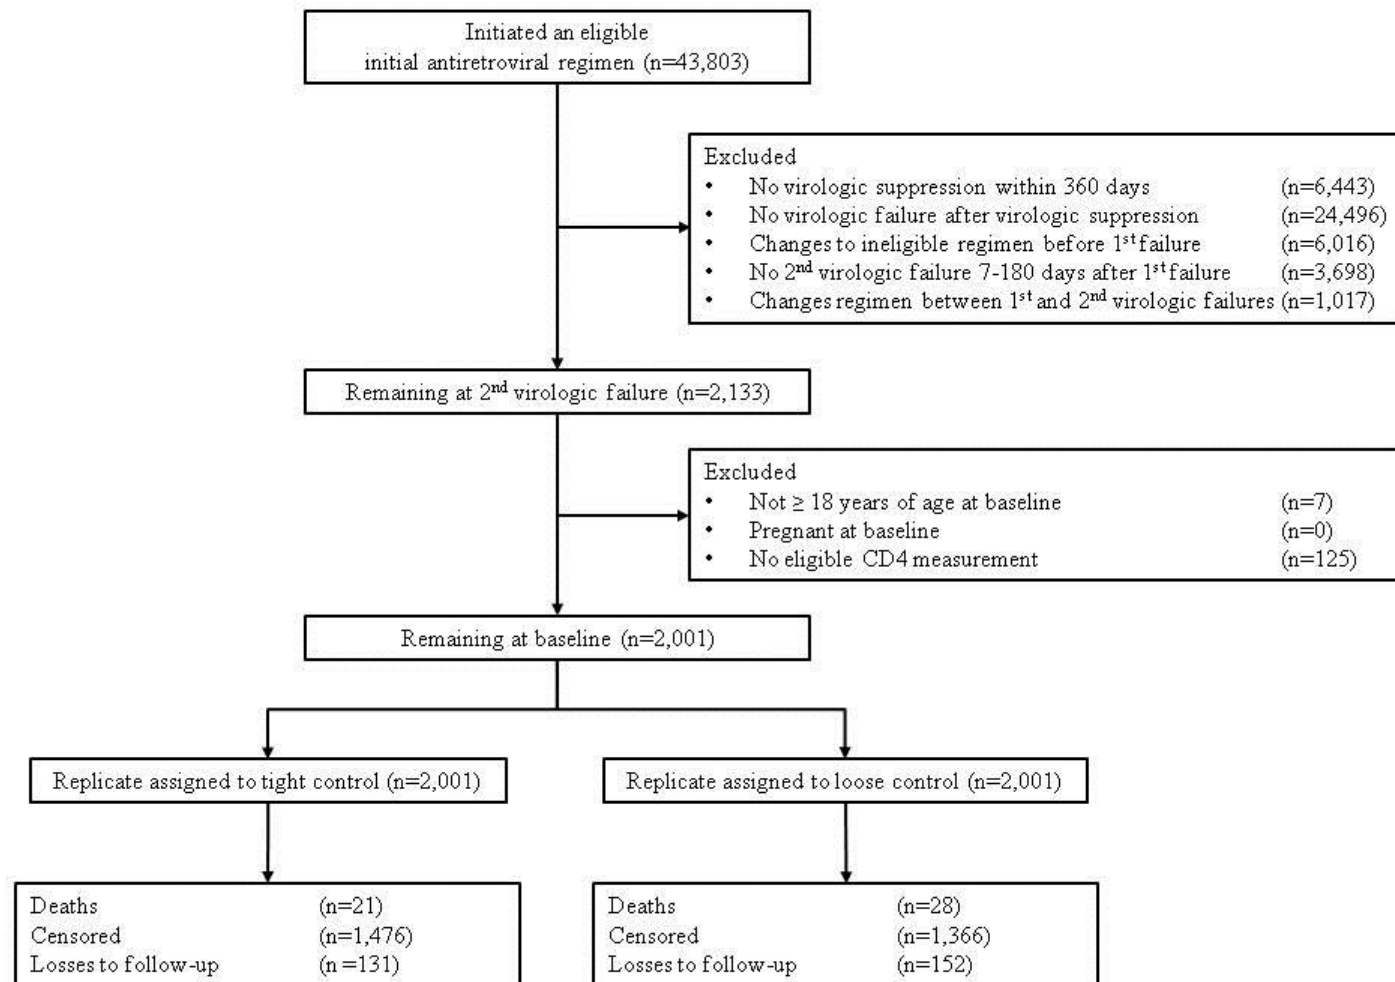 Initiated an eligible
initial antiretroviral regimen (n=43,803)
Excluded
• No virologic suppression within 360 days (n=6,443)
• No virologic failure after virologic suppression (n=24,496)
• Changes to ineligible regimen before 1st failure (n=6,016)
• No 2nd virologic failure 7-180 days after 1st failure (n=3,698)
• Changes regimen between 1st and 2nd virologic failures (n=1,017)
Remaining at 2nd virologic failure (n=2,133)
Excluded
• Not ≥ 18 years of age at baseline (n=7)
• Pregnant at baseline (n=0)
• No eligible CD4 measurement (n=125)
Remaining at baseline (n=2,001)
Replicate assigned to tight control (n=2,001)
Replicate assigned to loose control (n=2,001)
Deaths (n=21)
Censored (n=1,476)
Losses to follow-up (n =131)
Deaths (n=28)
Censored (n=1,366)
Losses to follow-up (n=152)